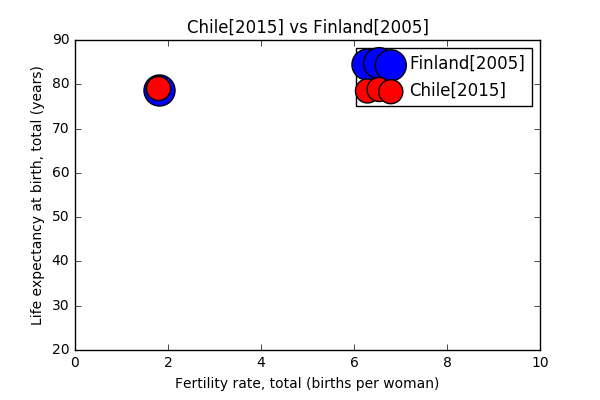 Chile[2015] vs Finland[2005]
90
80
70
60
50
40
30
20
Life expectancy at birth, total (years)
Finland[2005]
Chile[2015]
0 2 4 6 8 10
Fertility rate, total (births per woman)